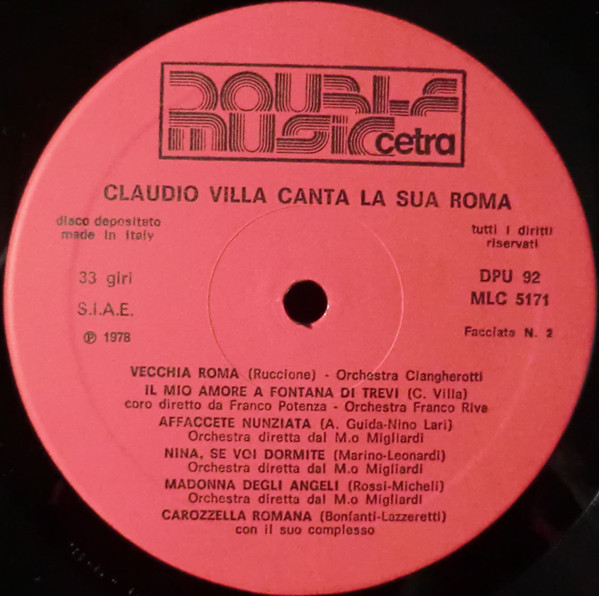 DOUBLE
MUSIC cetra
CLAUDIO VILLA CANTA LA SUA ROMA
disco depositato
made in Italy
tutti i diritti
riservati
33 giri
DPU 92
S.I.A.E.
MLC 5171
℗ 1978
Facciata N. 2
VECCHIA ROMA (Ruccione) - Orchestra Ciangherotti
IL MIO AMORE A FONTANA DI TREVI (C. Villa)
coro diretto da Franco Potenza - Orchestra Franco Riva
AFFACCETE NUNZIATA (A. Guida-Nino Lari)
Orchestra diretta dal M.o Migliardi
NINA, SE VOI DORMITE (Marino-Leonardi)
Orchestra diretta dal M.o Migliardi
MADONNA DEGLI ANGELI (Rossi-Micheli)
Orchestra diretta dal M.o Migliardi
CAROZZELLA ROMANA (Bonfanti-Lazzeretti)
con il suo complesso